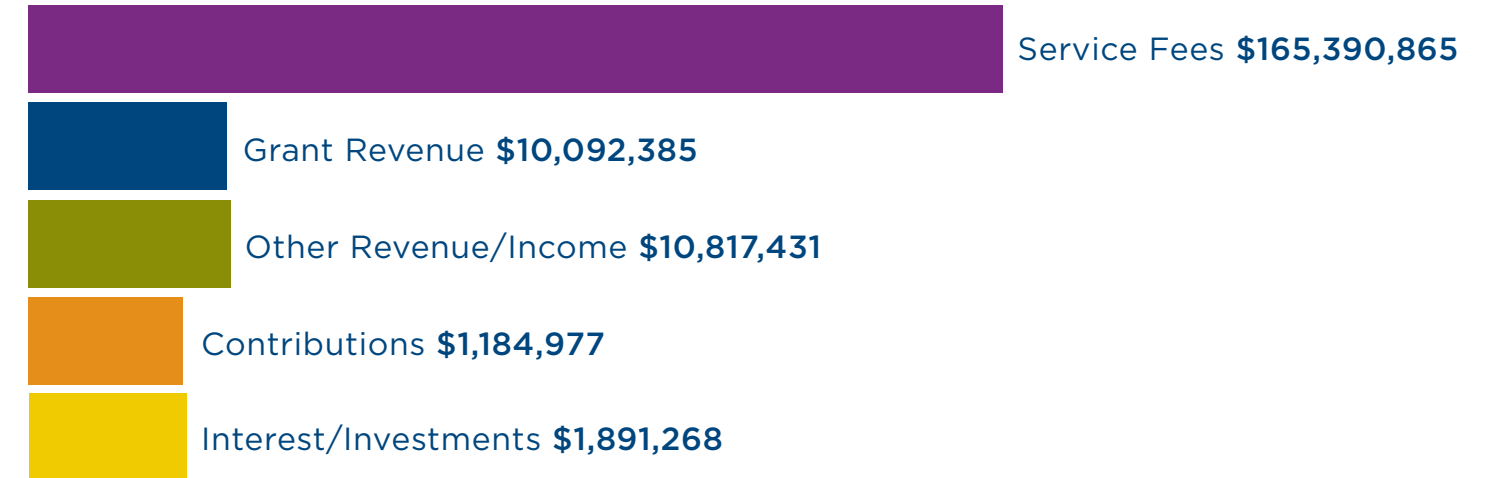 Service Fees $165,390,865
Grant Revenue $10,092,385
Other Revenue/Income $10,817,431
Contributions $1,184,977
Interest/Investments $1,891,268